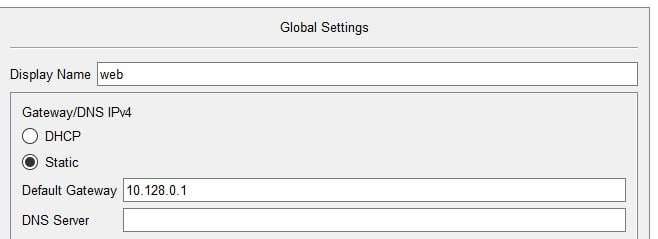 Global Settings
Display Name web
Gateway/DNS IPv4
DHCP
Static
Default Gateway 10.128.0.1
DNS Server